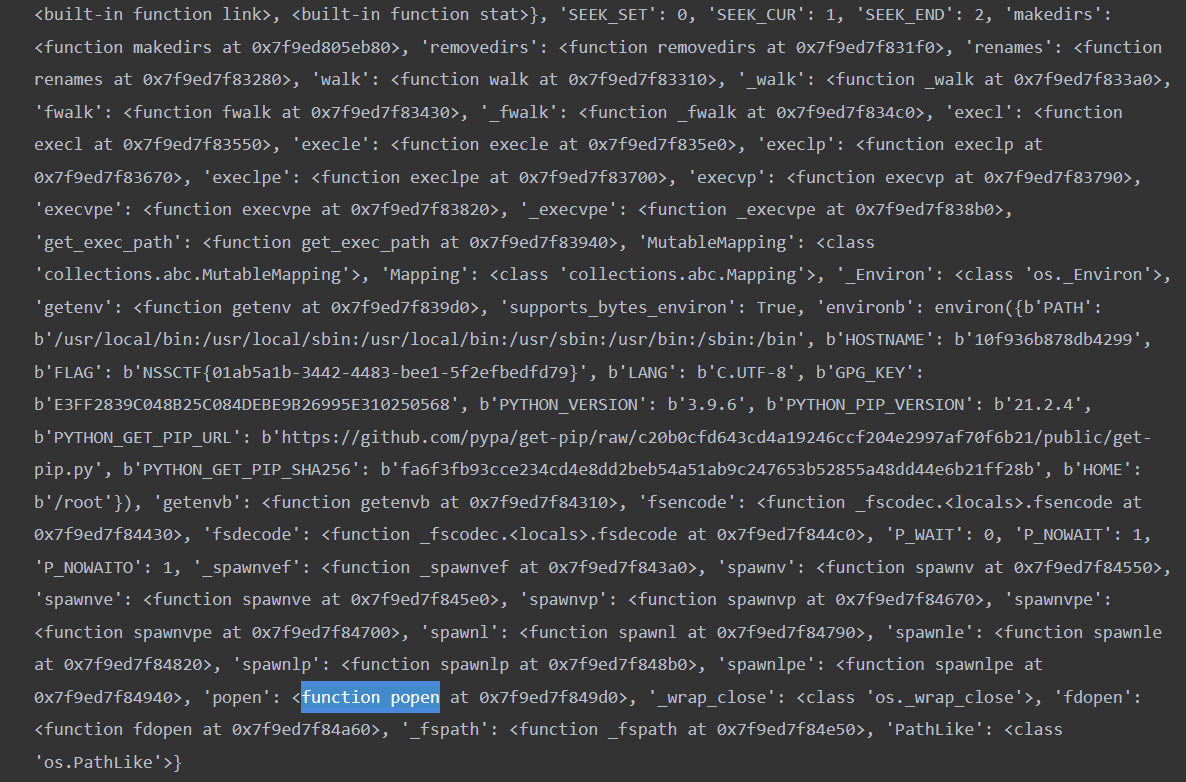 <built-in function link>, <built-in function stat>}, 'SEEK_SET': 0, 'SEEK_CUR': 1, 'SEEK_END': 2, 'makedirs':
<function makedirs at 0x7f9ed805eb80>, 'removedirs': <function removedirs at 0x7f9ed7f831f0>, 'renames': <function
renames at 0x7f9ed7f83280>, 'walk': <function walk at 0x7f9ed7f83310>, '_walk': <function _walk at 0x7f9ed7f833a0>,
'fwalk': <function fwalk at 0x7f9ed7f83430>, '_fwalk': <function _fwalk at 0x7f9ed7f834c0>, 'execl': <function
execl at 0x7f9ed7f83550>, 'execle': <function execle at 0x7f9ed7f835e0>, 'execlp': <function execlp at
0x7f9ed7f83670>, 'execlpe': <function execlpe at 0x7f9ed7f83700>, 'execvp': <function execvp at 0x7f9ed7f83790>,
'execvpe': <function execvpe at 0x7f9ed7f83820>, '_execvpe': <function _execvpe at 0x7f9ed7f838b0>,
'get_exec_path': <function get_exec_path at 0x7f9ed7f83940>, 'MutableMapping': <class
'collections.abc.MutableMapping'>, 'Mapping': <class 'collections.abc.Mapping'>, '_Environ': <class 'os._Environ'>,
'getenv': <function getenv at 0x7f9ed7f839d0>, 'supports_bytes_environ': True, 'environb': environ({b'PATH':
b'/usr/local/bin:/usr/local/sbin:/usr/local/bin:/usr/sbin:/usr/bin:/sbin:/bin', b'HOSTNAME': b'10f936b878db4299',
b'FLAG': b'NSSCTF{01ab5a1b-3442-4483-bee1-5f2efbedfd79}', b'LANG': b'C.UTF-8', b'GPG_KEY':
b'E3FF2839C048B25C084DEBE9B26995E310250568', b'PYTHON_VERSION': b'3.9.6', b'PYTHON_PIP_VERSION': b'21.2.4',
b'PYTHON_GET_PIP_URL': b'https://github.com/pypa/get-pip/raw/c20b0cfd643cd4a19246ccf204e2997af70f6b21/public/get-
pip.py', b'PYTHON_GET_PIP_SHA256': b'fa6f3fb93cce234cd4e8dd2beb54a51ab9c247653b52855a48dd44e6b21ff28b', b'HOME':
b'/root'}), 'getenvb': <function getenvb at 0x7f9ed7f84310>, 'fsencode': <function _fscodec.<locals>.fsencode at
0x7f9ed7f84430>, 'fsdecode': <function _fscodec.<locals>.fsdecode at 0x7f9ed7f844c0>, 'P_WAIT': 0, 'P_NOWAIT': 1,
'P_NOWAITO': 1, '_spawnvef': <function _spawnvef at 0x7f9ed7f843a0>, 'spawnv': <function spawnv at 0x7f9ed7f84550>,
'spawnve': <function spawnve at 0x7f9ed7f845e0>, 'spawnvp': <function spawnvp at 0x7f9ed7f84670>, 'spawnvpe':
<function spawnvpe at 0x7f9ed7f84700>, 'spawnl': <function spawnl at 0x7f9ed7f84790>, 'spawnle': <function spawnle
at 0x7f9ed7f84820>, 'spawnlp': <function spawnlp at 0x7f9ed7f848b0>, 'spawnlpe': <function spawnlpe at
0x7f9ed7f84940>, 'popen': <function popen at 0x7f9ed7f849d0>, '_wrap_close': <class 'os._wrap_close'>, 'fdopen':
<function fdopen at 0x7f9ed7f84a60>, '_fspath': <function _fspath at 0x7f9ed7f84e50>, 'PathLike': <class
'os.PathLike'>}